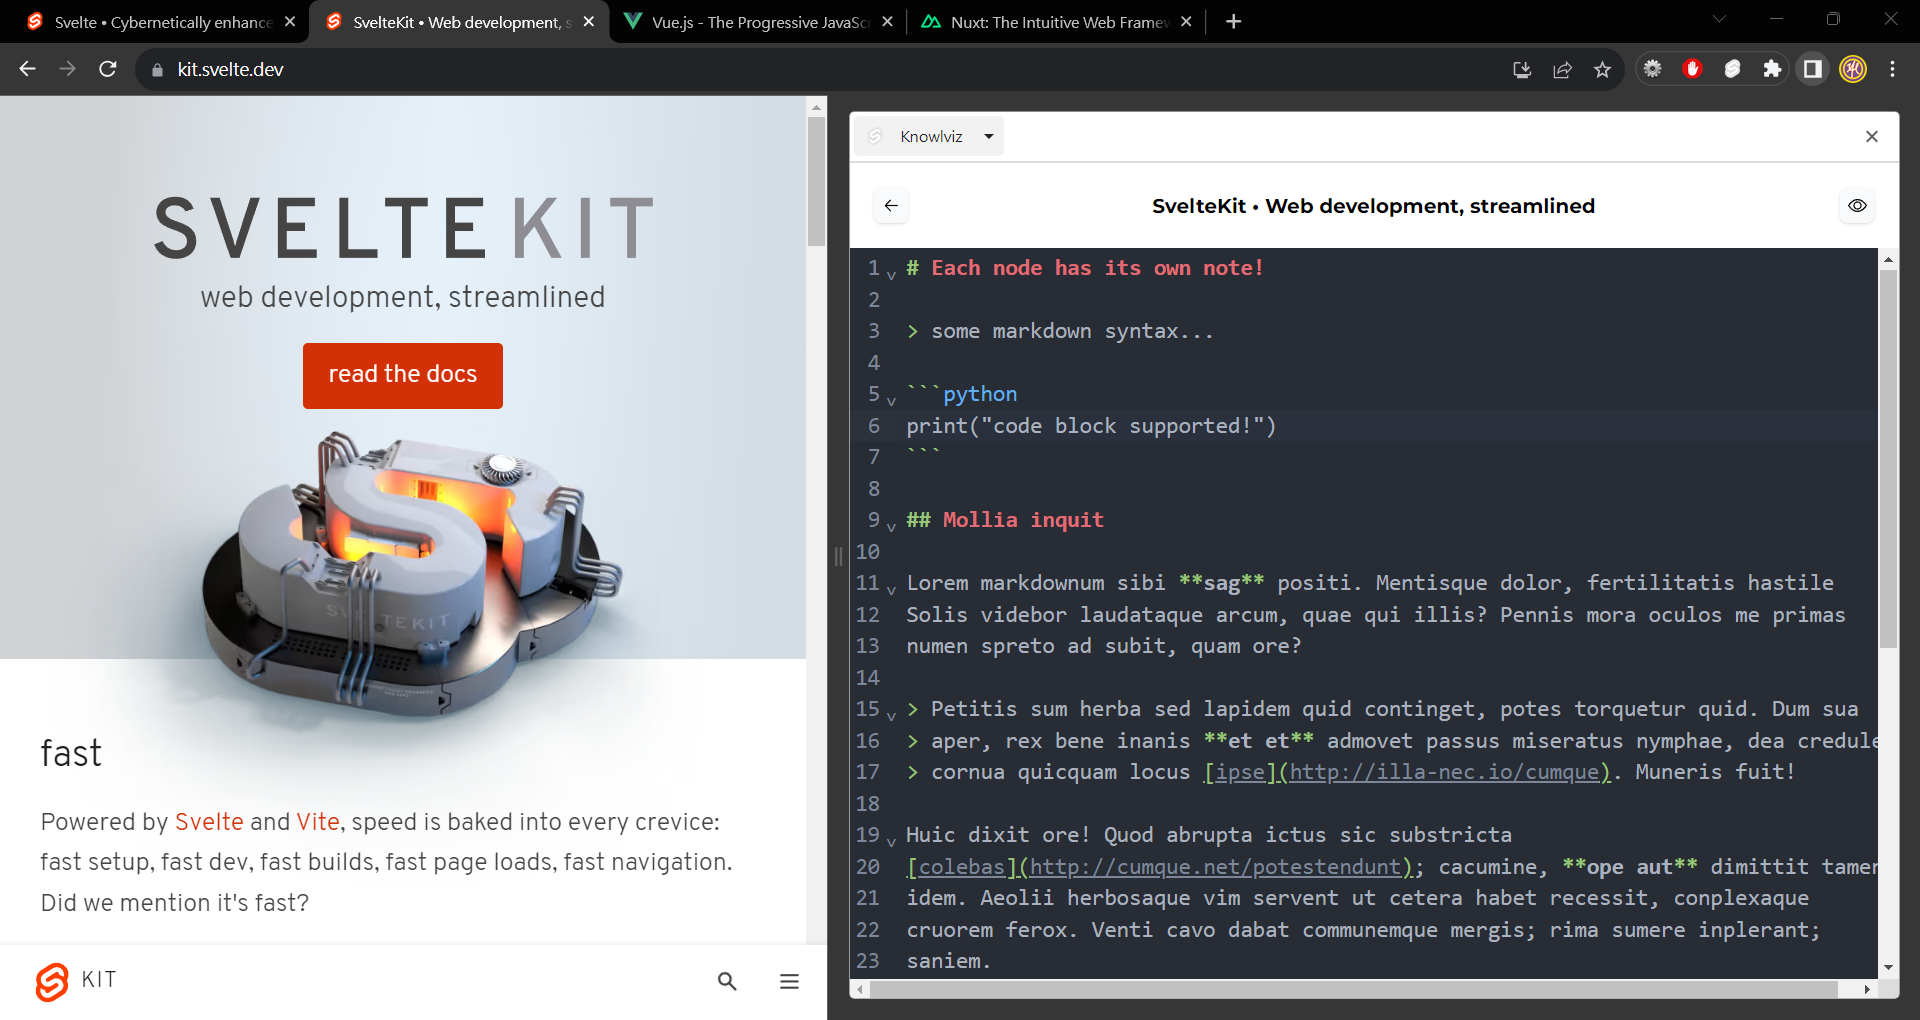 Svelte • Cybernetically enhance
SvelteKit • Web development, s
Vue.js - The Progressive JavaSc
Nuxt: The Intuitive Web Framew
kit.svelte.dev
SVELTE KIT
web development, streamlined
read the docs
SVELTEKIT
fast
Powered by Svelte and Vite, speed is baked into every crevice:
fast setup, fast dev, fast builds, fast page loads, fast navigation.
Did we mention it's fast?
KIT
Knowlviz
SvelteKit • Web development, streamlined
1 # Each node has its own note!
2
3 > some markdown syntax...
4
5 ```python
6 print("code block supported!")
7 ```
8
9 ## Mollia inquit
10
11 Lorem markdownum sibi **sag** positi. Mentisque dolor, fertilitatis hastile
12 Solis videbor laudataque arcum, quae qui illis? Pennis mora oculos me primas
13 numen spreto ad subit, quam ore?
14
15 > Petitis sum herba sed lapidem quid continget, potes torquetur quid. Dum sua
16 > aper, rex bene inanis **et et** admovet passus miseratus nymphae, dea credule
17 > cornua quicquam locus [ipse](http://illa-nec.io/cumque). Muneris fuit!
18
19 Huic dixit ore! Quod abrupta ictus sic substricta
20 [colebas](http://cumque.net/potestendunt); cacumine, **ope aut** dimittit tamen
21 idem. Aeolii herbosaque vim servent ut cetera habet recessit, conplexaque
22 cruorem ferox. Venti cavo dabat communemque mergis; rima sumere inplerant;
23 saniem.